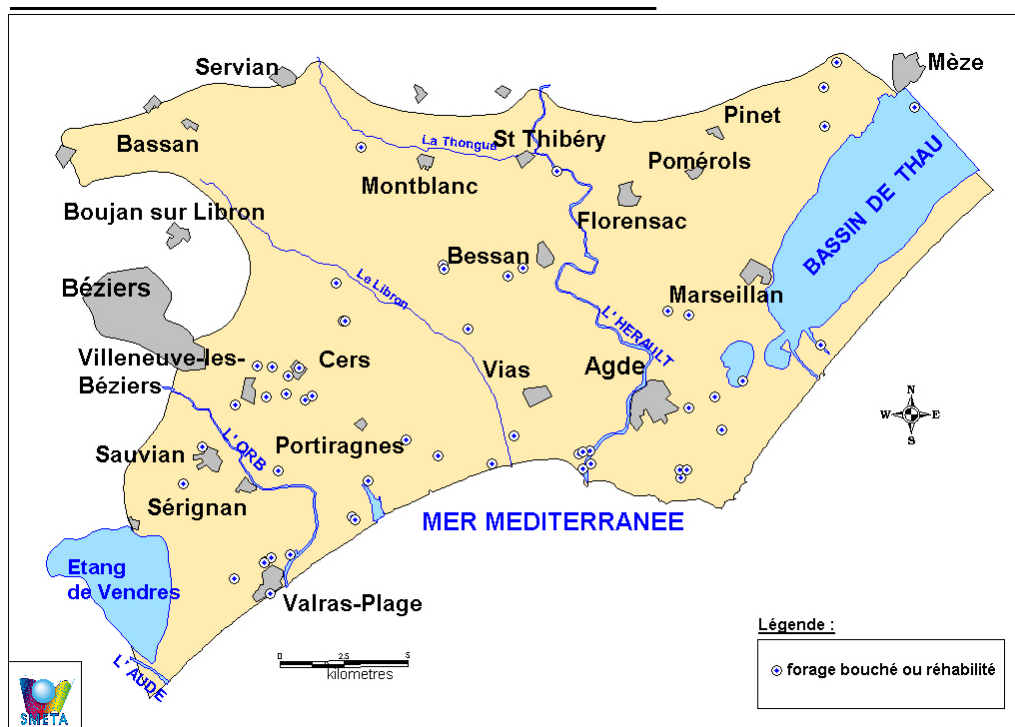 Servian
Mèze
Pinet
Bassan
La Thongue
St Thibéry
Pomérols
Montblanc
BASSIN DE THAU
Boujan sur Libron
Florensac
Bessan
Béziers
Le Libron
Marseillan
L'HERAULT
Villeneuve-les-
Béziers
Cers
Vias
Agde
N
W E
S
L'ORB
Portiragnes
Sauvian
Sérignan
MER MEDITERRANEE
Etang
de Vendres
Valras-Plage
Légende :
0 2.5 5
kilometres
forage bouché ou réhabilité
L'AUDE
SMETA